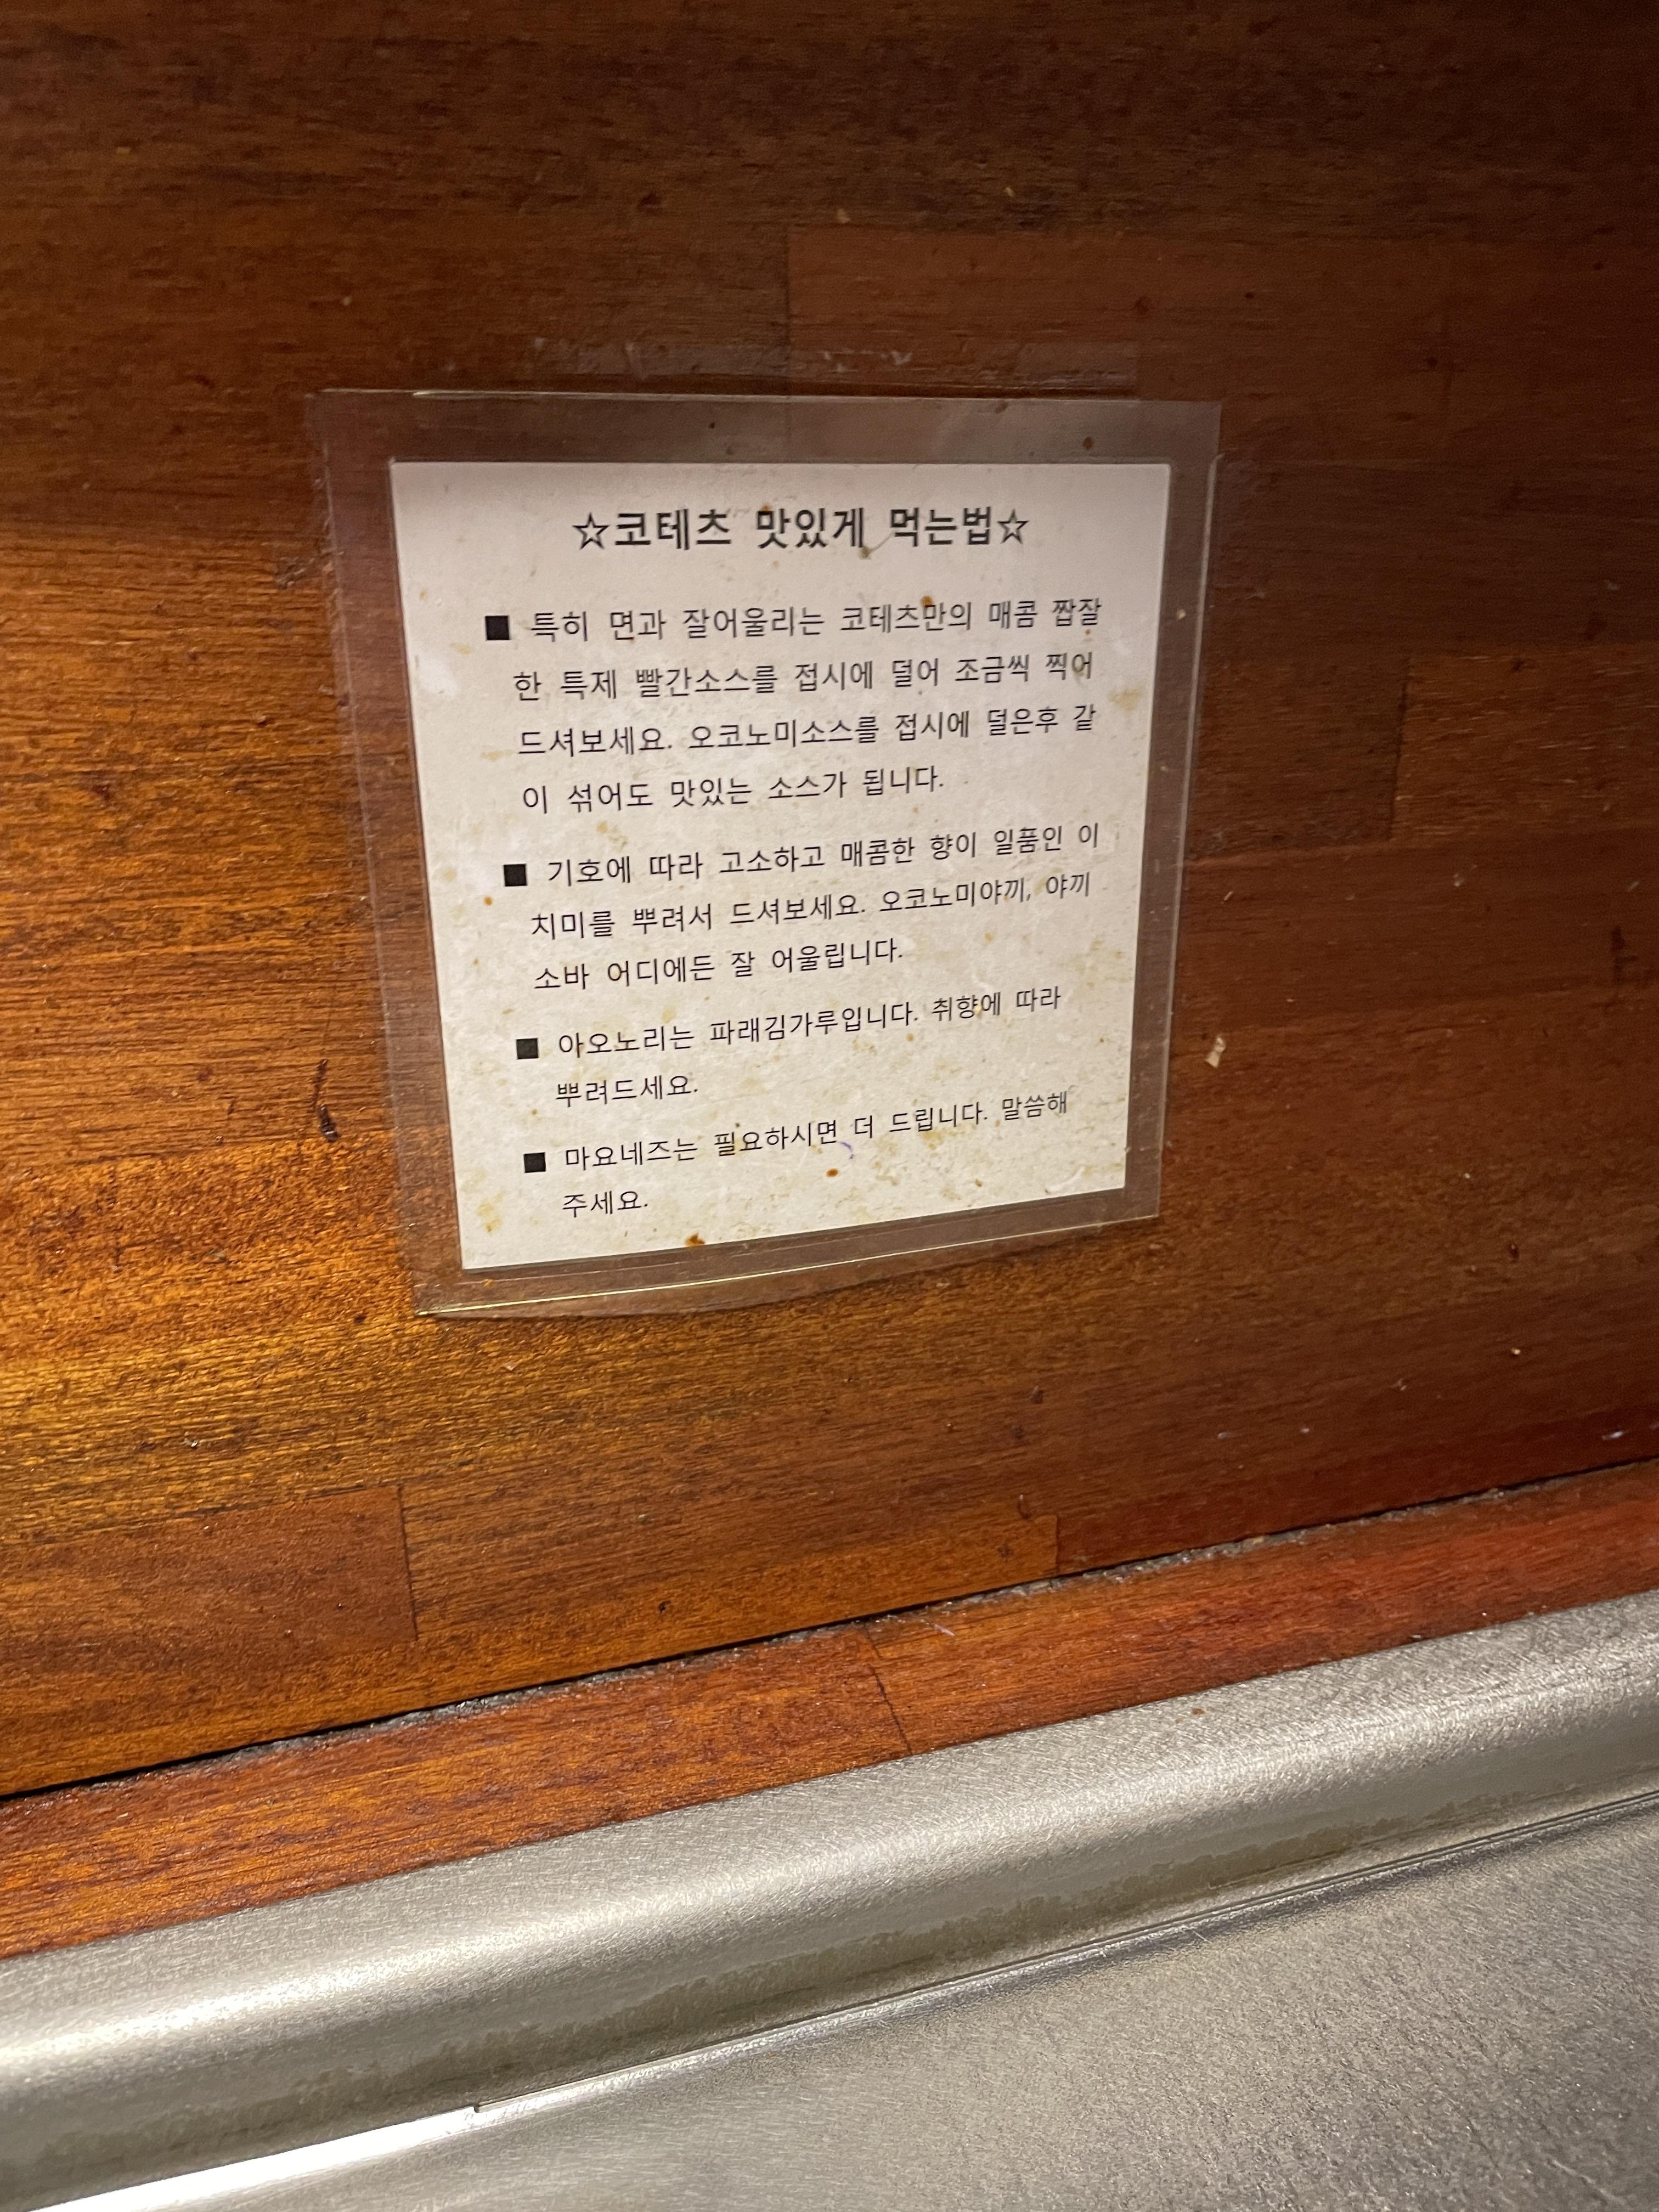 ☆코테츠 맛있게 먹는법☆
■ 특히 면과 잘어울리는 코테츠만의 매콤 짭잘
한 특제 빨간소스를 접시에 덜어 조금씩 찍어
드셔보세요. 오코노미소스를 접시에 덜은후 같
이 섞어도 맛있는 소스가 됩니다.
■ 기호에 따라 고소하고 매콤한 향이 일품인 이
치미를 뿌려서 드셔보세요. 오코노미야끼, 야끼
소바 어디에든 잘 어울립니다.
■ 아오노리는 파래김가루입니다. 취향에 따라
뿌려드세요.
■ 마요네즈는 필요하시면 더 드립니다. 말씀해
주세요.